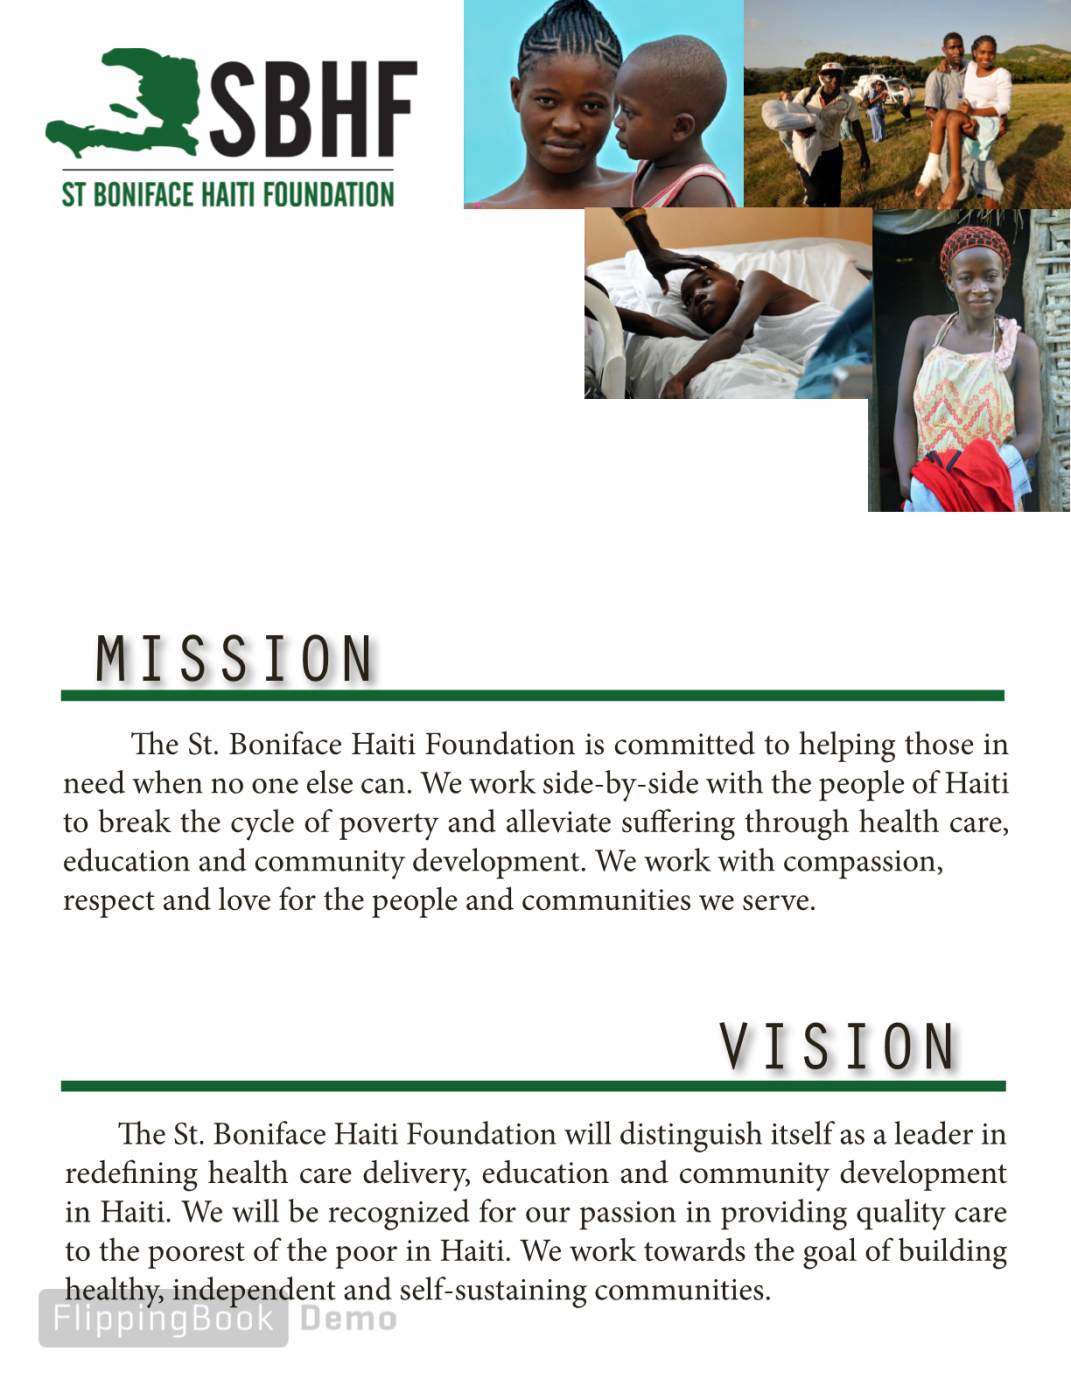 SBHF
ST BONIFACE HAITI FOUNDATION
MISSION
The St. Boniface Haiti Foundation is committed to helping those in
need when no one else can. We work side-by-side with the people of Haiti
to break the cycle of poverty and alleviate suffering through health care,
education and community development. We work with compassion,
respect and love for the people and communities we serve.
VISION
The St. Boniface Haiti Foundation will distinguish itself as a leader in
redefining health care delivery, education and community development
in Haiti. We will be recognized for our passion in providing quality care
to the poorest of the poor in Haiti. We work towards the goal of building
healthy, independent and self-sustaining communities.
FlippingBook Demo